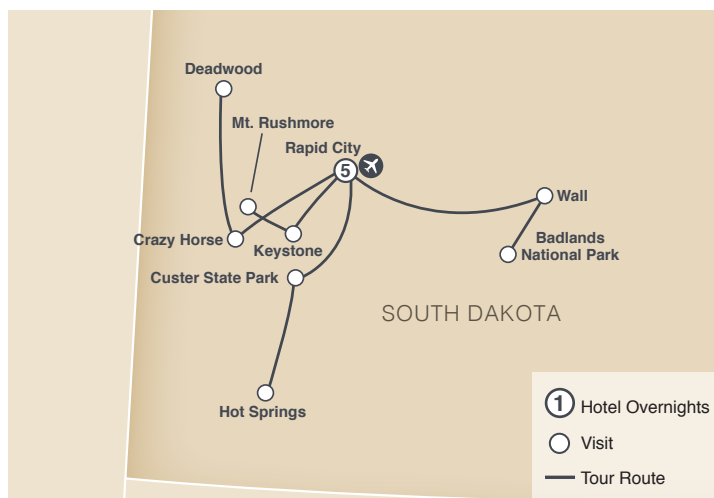 Deadwood
Mt. Rushmore
Rapid City
5
Wall
Crazy Horse
Keystone
Badlands
National Park
Custer State Park
SOUTH DAKOTA
Hot Springs
1 Hotel Overnights
Visit
Tour Route